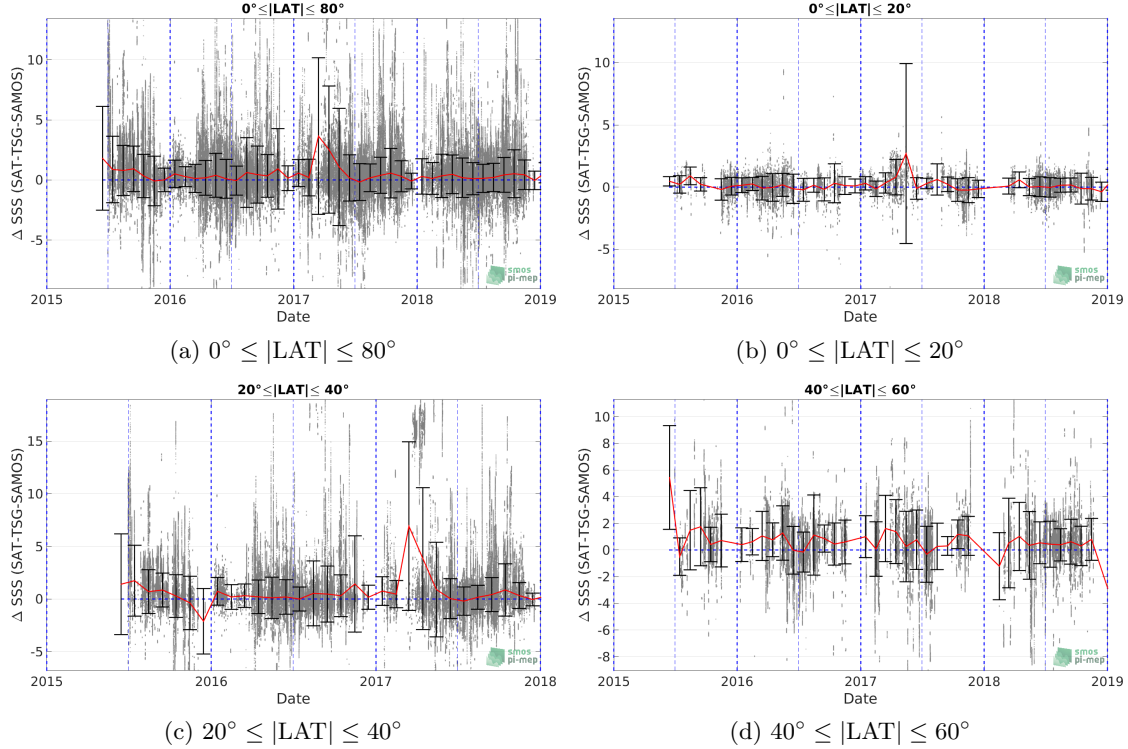 0°≤|LAT|≤ 80°
Δ SSS (SAT-TSG-SAMOS)
10
5
0
-5
2015 2016 2017 2018 2019
Date
smos
pi-mep
(a) 0° ≤ |LAT| ≤ 80°
0°≤|LAT|≤ 20°
Δ SSS (SAT-TSG-SAMOS)
10
5
0
-5
2015 2016 2017 2018 2019
Date
smos
pi-mep
(b) 0° ≤ |LAT| ≤ 20°
20°≤|LAT|≤ 40°
Δ SSS (SAT-TSG-SAMOS)
15
10
5
0
-5
2015 2016 2017 2018
Date
smos
pi-mep
(c) 20° ≤ |LAT| ≤ 40°
40°≤|LAT|≤ 60°
Δ SSS (SAT-TSG-SAMOS)
10
8
6
4
2
0
-2
-4
-6
-8
2015 2016 2017 2018 2019
Date
smos
pi-mep
(d) 40° ≤ |LAT| ≤ 60°